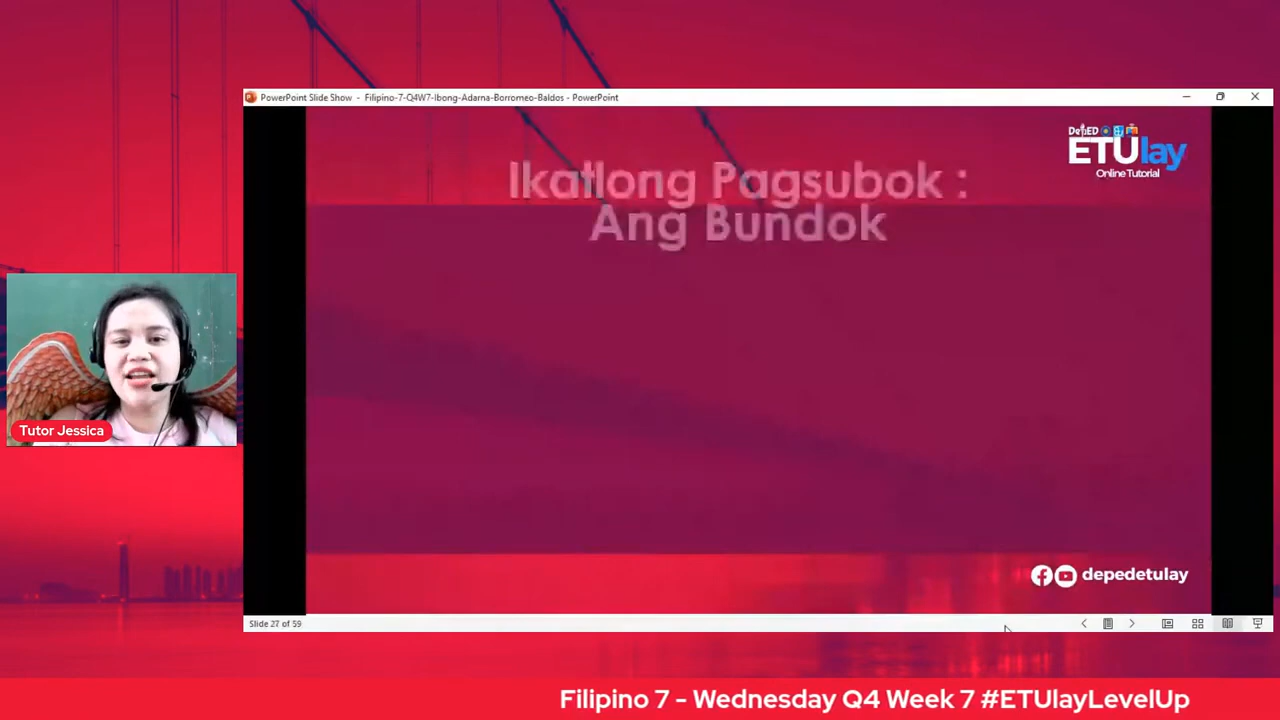 PowerPoint Slide Show - Filipino-7-Q4W7-Ibong-Adarna-Borromeo-Baldos - PowerPoint
DepED
ETUlay
Online Tutorial
Ikatlong Pagsubok :
Ang Bundok
Tutor Jessica
depedetulay
Slide 27 of 59
Filipino 7 - Wednesday Q4 Week 7 #ETUlayLevelUp